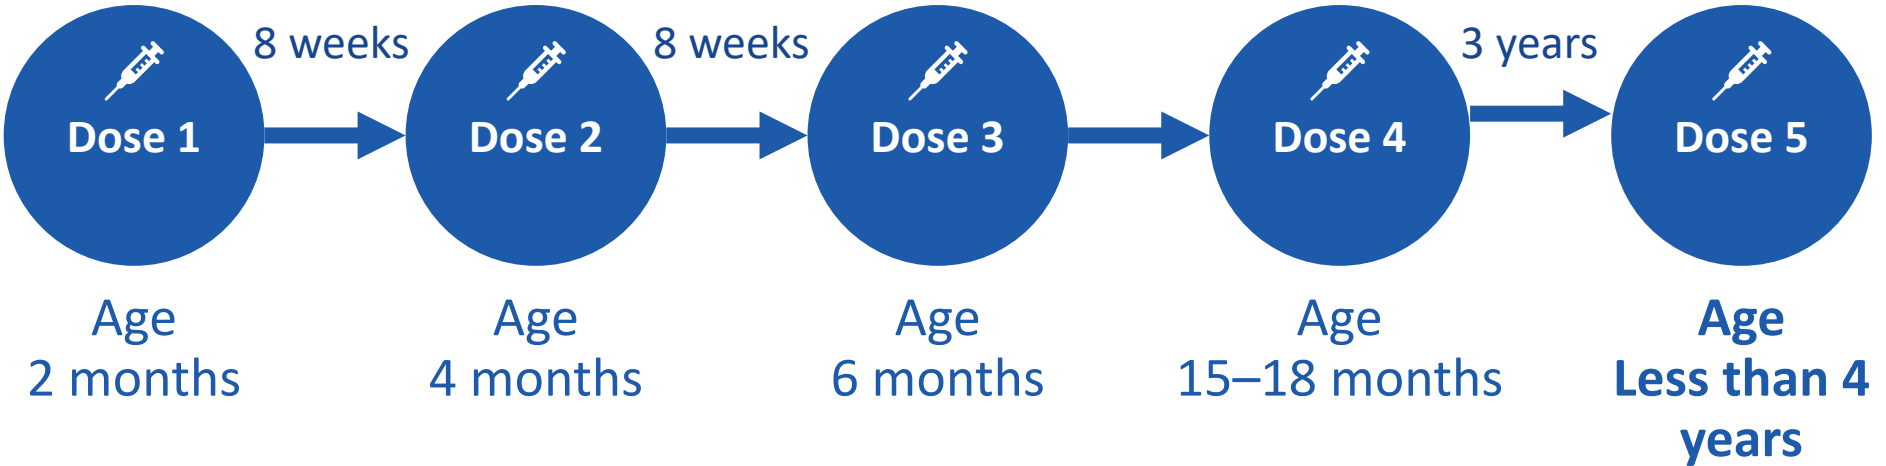 8 weeks
8 weeks
3 years
Dose 1
Dose 2
Dose 3
Dose 4
Dose 5
Age
2 months
Age
4 months
Age
6 months
Age
15–18 months
Age
Less than 4
years